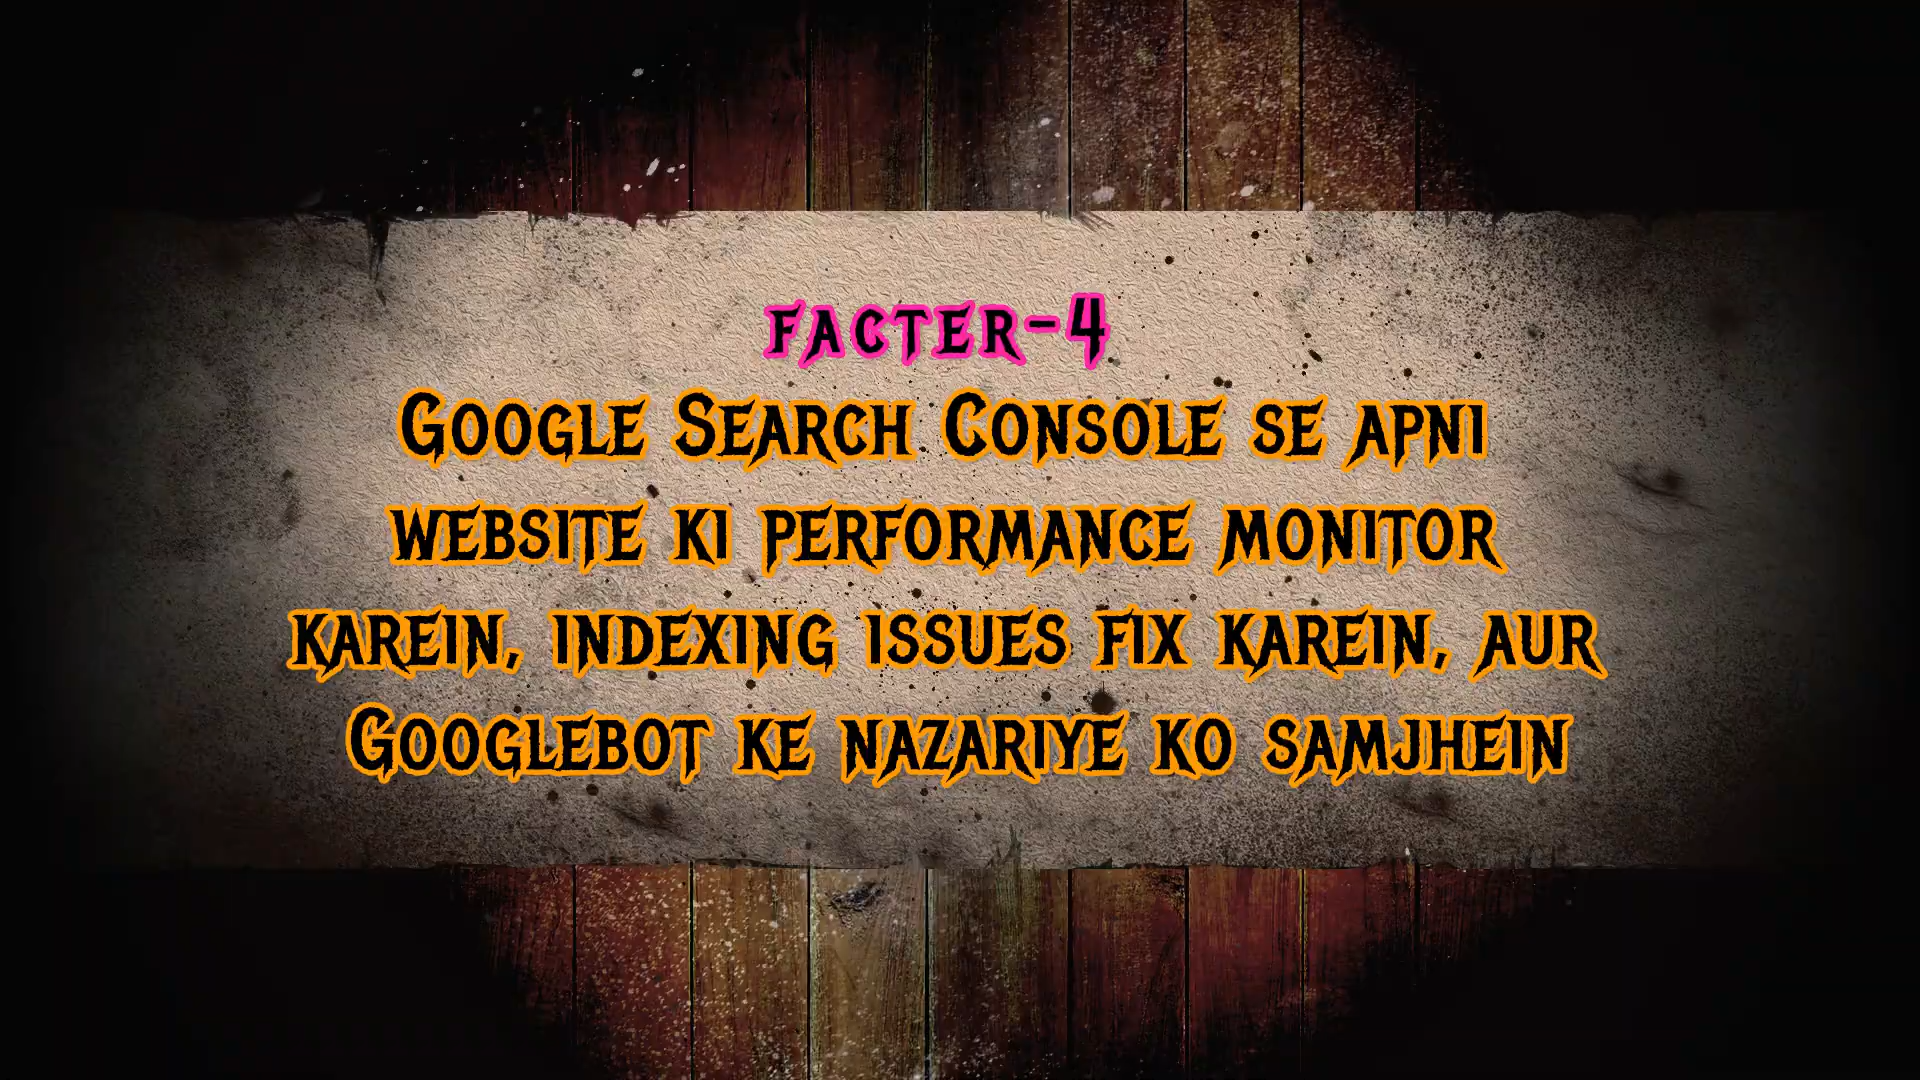 facter-4
Google Search Console se apni
website ki performance monitor
karein, indexing issues fix karein, aur
Googlebot ke nazariye ko samjhein